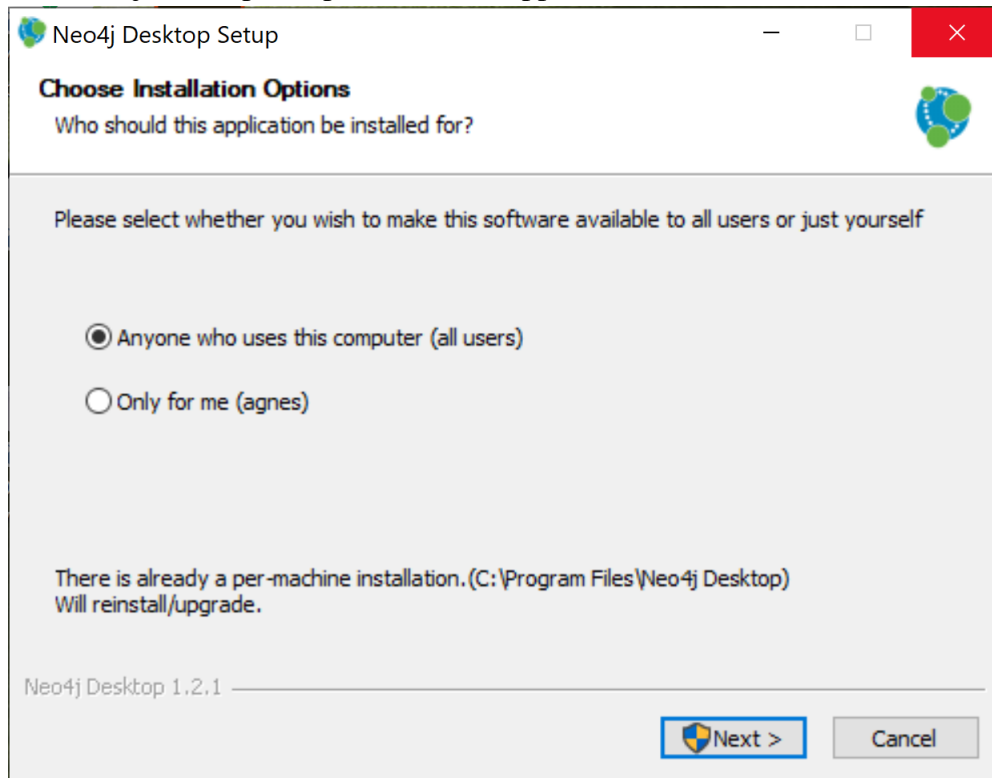 Neo4j Desktop Setup
Choose Installation Options
Who should this application be installed for?
Please select whether you wish to make this software available to all users or just yourself
Anyone who uses this computer (all users)
Only for me (agnes)
There is already a per-machine installation.(C:\Program Files\Neo4j Desktop)
Will reinstall/upgrade.
Neo4j Desktop 1.2.1
Next > Cancel